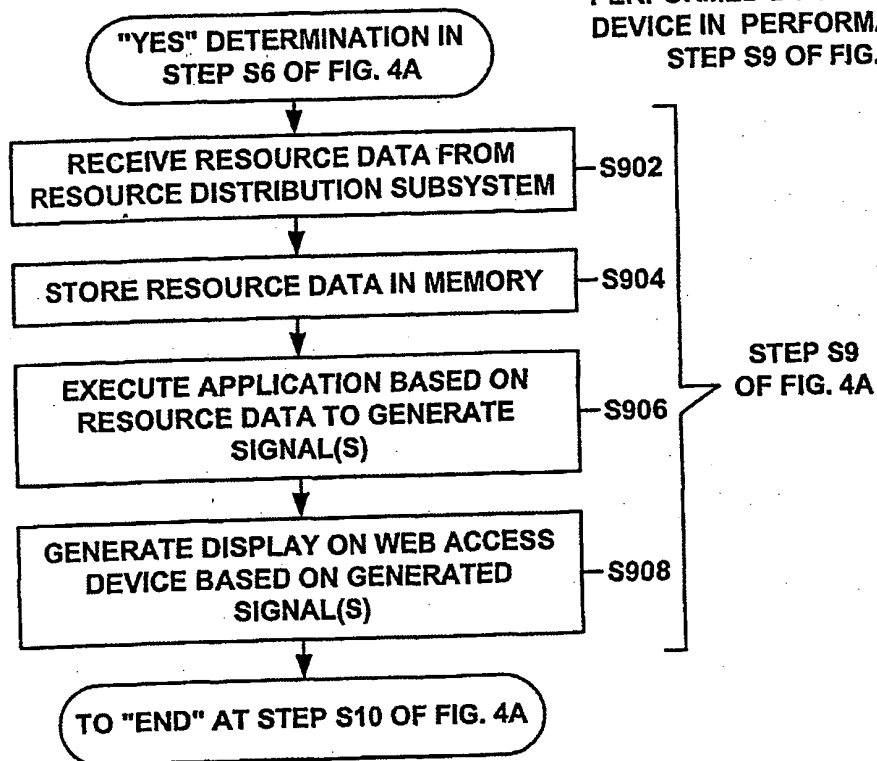 DEVICE IN
STEP S9 OF FIG.
"YES" DETERMINATION IN
STEP S6 OF FIG. 4A
RECEIVE RESOURCE DATA FROM
RESOURCE DISTRIBUTION SUBSYSTEM
S902
STORE RESOURCE DATA IN MEMORY
S904
EXECUTE APPLICATION BASED ON
RESOURCE DATA TO GENERATE
SIGNAL(S)
S906
GENERATE DISPLAY ON WEB ACCESS
DEVICE BASED ON GENERATED
SIGNAL(S)
S908
STEP S9
OF FIG. 4A
TO "END" AT STEP S10 OF FIG. 4A